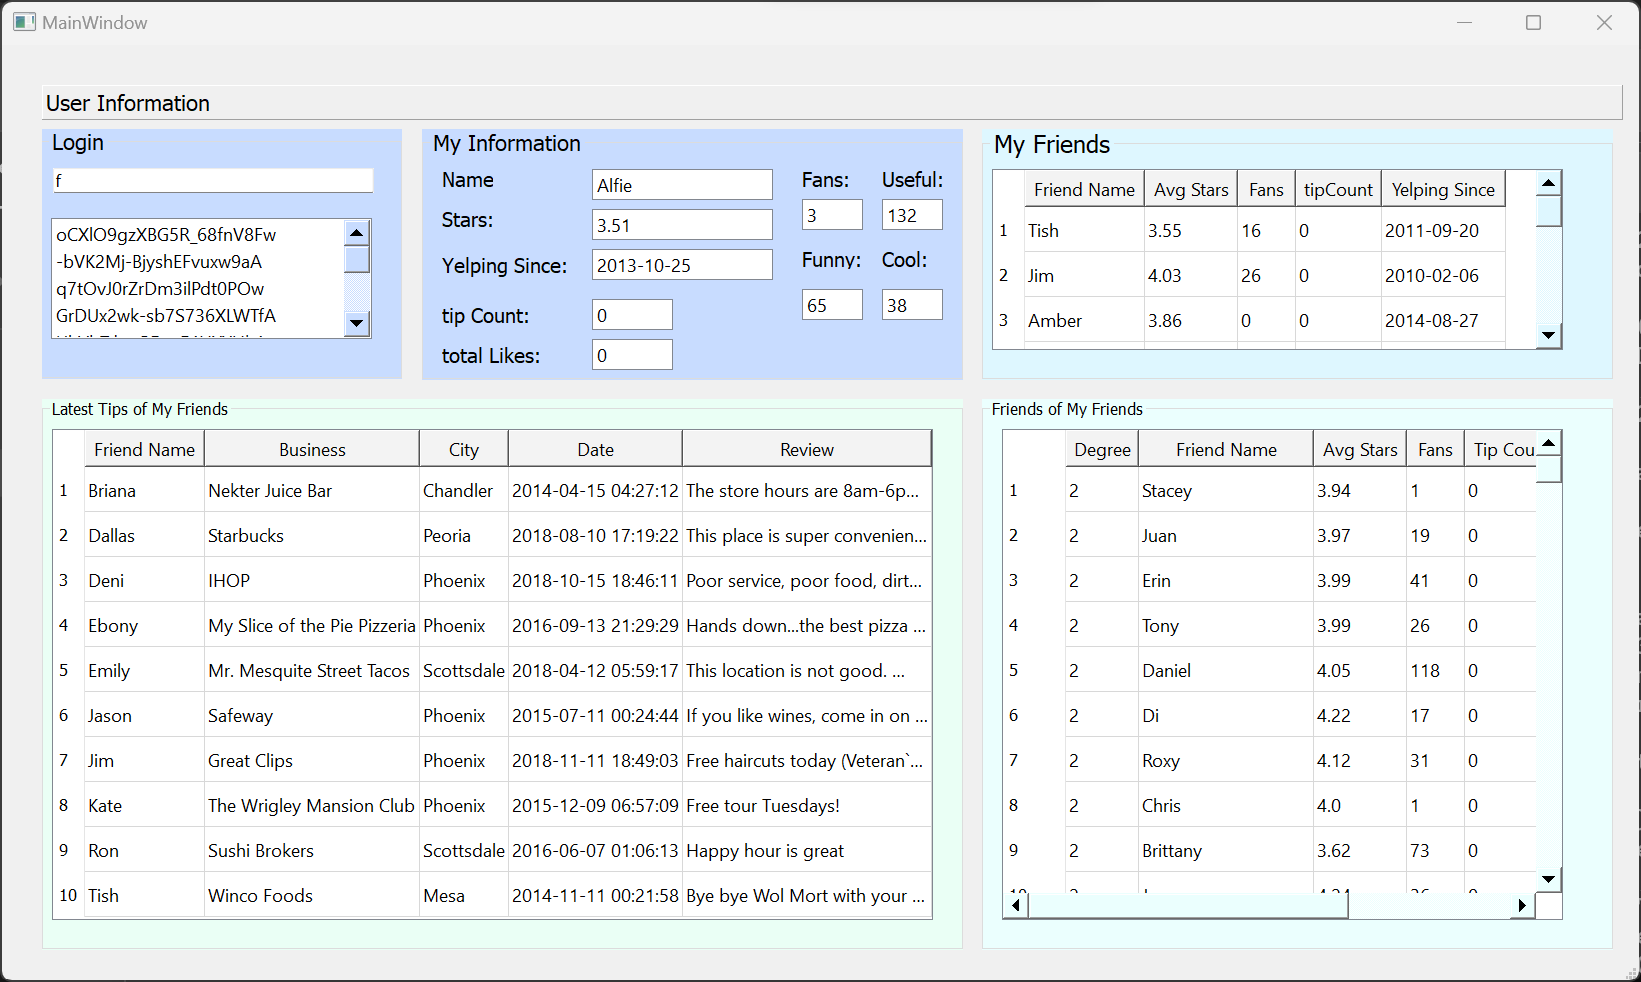 MainWindow
User Information
Login
f
oCXlO9gzXBG5R_68fnV8Fw
-bVK2Mj-BjyshEFvuxw9aA
q7tOvJ0rZrDm3ilPdt0POw
GrDUx2wk-sb7S736XLWTfA
My Information
Name Alfie
Stars: 3.51
Yelping Since: 2013-10-25
tip Count: 0
total Likes: 0
Fans: Useful:
3 132
Funny: Cool:
65 38
My Friends
Friend Name Avg Stars Fans tipCount Yelping Since
1 Tish 3.55 16 0 2011-09-20
2 Jim 4.03 26 0 2010-02-06
3 Amber 3.86 0 0 2014-08-27
Latest Tips of My Friends
Friend Name Business City Date Review
1 Briana Nekter Juice Bar Chandler 2014-04-15 04:27:12 The store hours are 8am-6p...
2 Dallas Starbucks Peoria 2018-08-10 17:19:22 This place is super convenien...
3 Deni IHOP Phoenix 2018-10-15 18:46:11 Poor service, poor food, dirt...
4 Ebony My Slice of the Pie Pizzeria Phoenix 2016-09-13 21:29:29 Hands down...the best pizza ...
5 Emily Mr. Mesquite Street Tacos Scottsdale 2018-04-12 05:59:17 This location is not good. ...
6 Jason Safeway Phoenix 2015-07-11 00:24:44 If you like wines, come in on ...
7 Jim Great Clips Phoenix 2018-11-11 18:49:03 Free haircuts today (Veteran`...
8 Kate The Wrigley Mansion Club Phoenix 2015-12-09 06:57:09 Free tour Tuesdays!
9 Ron Sushi Brokers Scottsdale 2016-06-07 01:06:13 Happy hour is great
10 Tish Winco Foods Mesa 2014-11-11 00:21:58 Bye bye Wol Mort with your ...
Friends of My Friends
Degree Friend Name Avg Stars Fans Tip Cou
1 2 Stacey 3.94 1 0
2 2 Juan 3.97 19 0
3 2 Erin 3.99 41 0
4 2 Tony 3.99 26 0
5 2 Daniel 4.05 118 0
6 2 Di 4.22 17 0
7 2 Roxy 4.12 31 0
8 2 Chris 4.0 1 0
9 2 Brittany 3.62 73 0